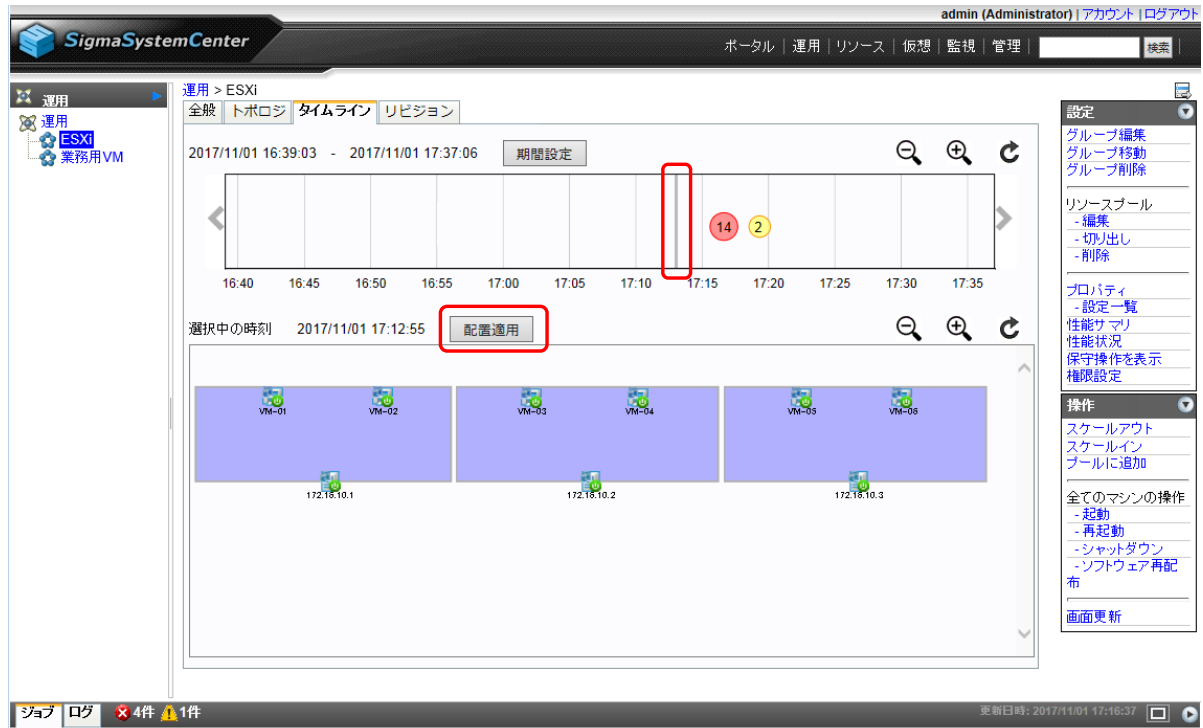 admin (Administrator) | アカウント | ログアウト
SigmaSystemCenter
ポータル | 運用 | リソース | 仮想 | 監視 | 管理 | 検索
運用
運用
ESXi
業務用VM
運用 > ESXi
全般 トポロジ タイムライン リビジョン
2017/11/01 16:39:03 - 2017/11/01 17:37:06 期間設定
14 2
16:40 16:45 16:50 16:55 17:00 17:05 17:10 17:15 17:20 17:25 17:30 17:35
選択中の時刻 2017/11/01 17:12:55 配置適用
VM-01 VM-02 VM-03 VM-04 VM-05 VM-06
172.18.10.1 172.18.10.2 172.18.10.3
設定
グループ編集
グループ移動
グループ削除
リソースプール
- 編集
- 切り出し
- 削除
プロパティ
- 設定一覧
性能サマリ
性能状況
保守操作を表示
権限設定
操作
スケールアウト
スケールイン
プールに追加
全てのマシンの操作
- 起動
- 再起動
- シャットダウン
- ソフトウェア再配
布
画面更新
ジョブ ログ 4件 1件
更新日時: 2017/11/01 17:16:37